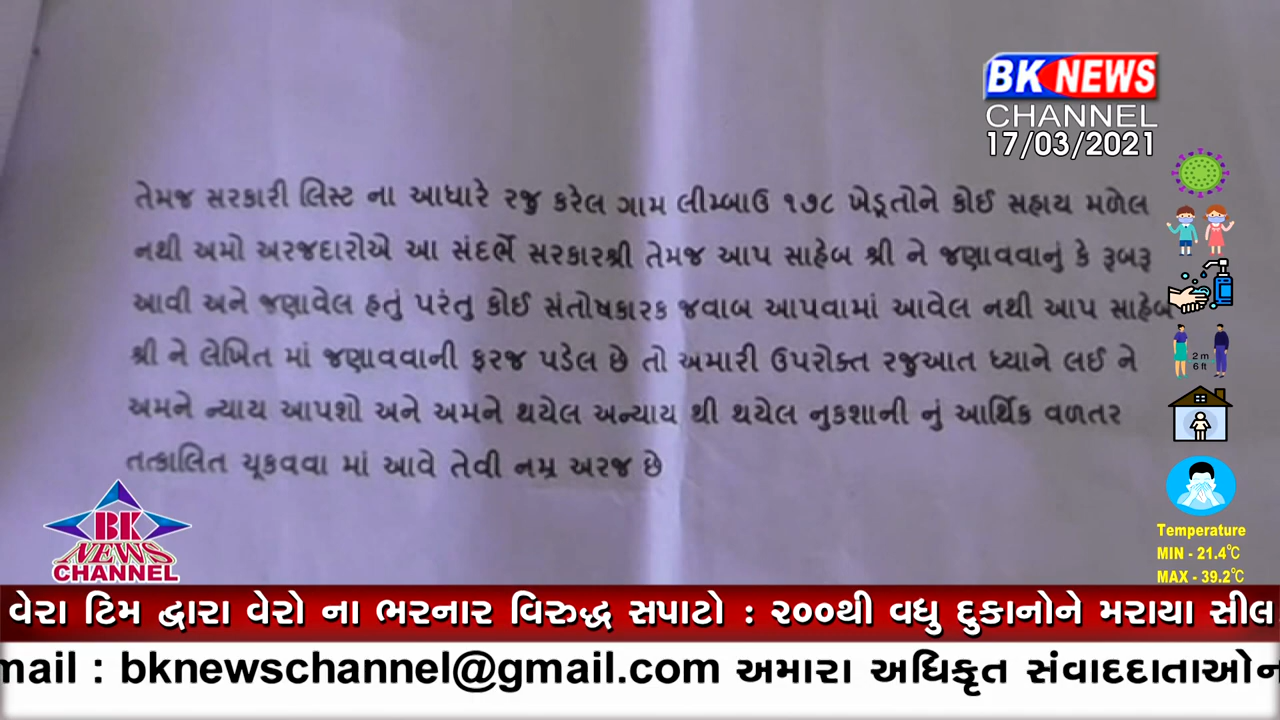 BK NEWS
CHANNEL
17/03/2021
તેમજ સરકારી લિસ્ટ ના આધારે રજુ કરેલ ગામ લીમ્બાઉ ૧૭૮ ખેડૂતોને કોઈ સહાય મળેલ
નથી અમો અરજદારોએ આ સંદર્ભે સરકારશ્રી તેમજ આપ સાહેબ શ્રી ને જણાવવાનું કે રૂબરૂ
આવી અને જણાવેલ હતું પરંતુ કોઈ સંતોષકારક જવાબ આપવામાં આવેલ નથી આપ સાહેબ
શ્રી ને લેખિત માં જણાવવાની ફરજ પડેલ છે તો અમારી ઉપરોક્ત રજુઆત ધ્યાને લઈ ને
અમને ન્યાય આપશો અને અમને થયેલ અન્યાય થી થયેલ નુકશાની નું આર્થિક વળતર
તત્કાલિત ચૂકવવા માં આવે તેવી નમ્ર અરજ છે
2 m
6 ft
BK
NEWS
CHANNEL
Temperature
MIN - 21.4℃
MAX - 39.2℃
વેરા ટિમ દ્વારા વેરો ના ભરનાર વિરુદ્ધ સપાટો : ૨૦૦થી વધુ દુકાનોને મરાયા સીલ
mail : bknewschannel@gmail.com અમારા અધિકૃત સંવાદદાતાઓન